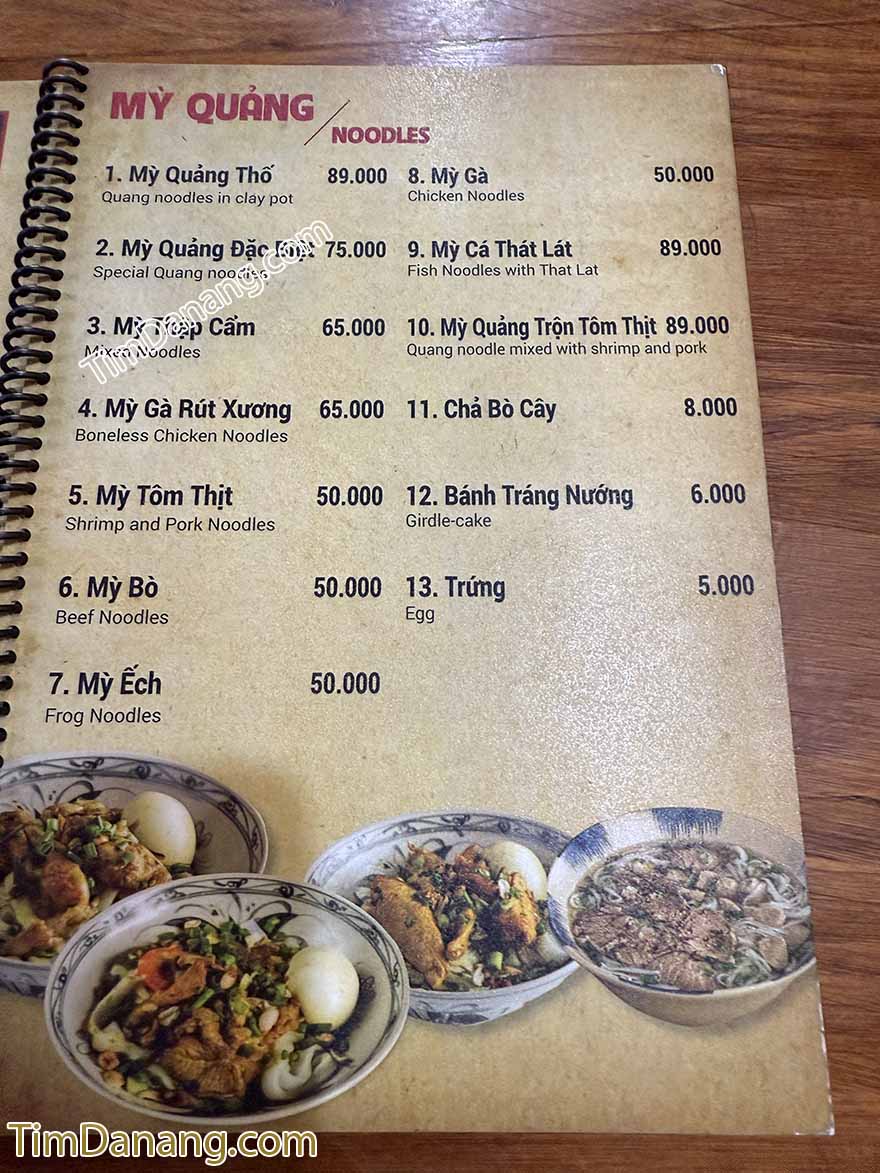 MỲ QUẢNG
NOODLES
1. Mỳ Quảng Thố 89.000
Quang noodles in clay pot
2. Mỳ Quảng Đặc Biệt 75.000
Special Quang noodles
3. Mỳ Thập Cẩm 65.000
Mixed Noodles
4. Mỳ Gà Rút Xương 65.000
Boneless Chicken Noodles
5. Mỳ Tôm Thịt 50.000
Shrimp and Pork Noodles
6. Mỳ Bò 50.000
Beef Noodles
7. Mỳ Ếch 50.000
Frog Noodles
8. Mỳ Gà 50.000
Chicken Noodles
9. Mỳ Cá Thát Lát 89.000
Fish Noodles with That Lat
10. Mỳ Quảng Trộn Tôm Thịt 89.000
Quang noodle mixed with shrimp and pork
11. Chả Bò Cây 8.000
12. Bánh Tráng Nướng 6.000
Girdle-cake
13. Trứng 5.000
Egg
TimDanang.com
TimDanang.com